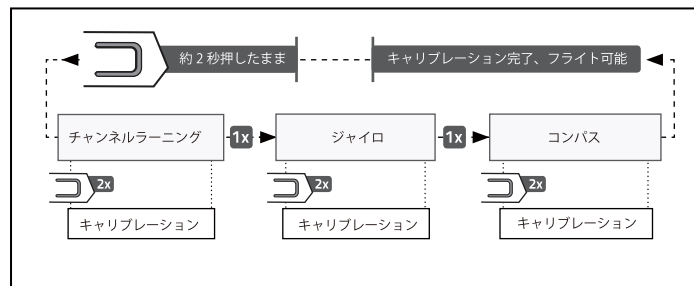 約2秒押したまま
キャリブレーション完了、フライト可能
チャンネルラーニング
1x
ジャイロ
1x
コンパス
2x
2x
2x
キャリブレーション
キャリブレーション
キャリブレーション